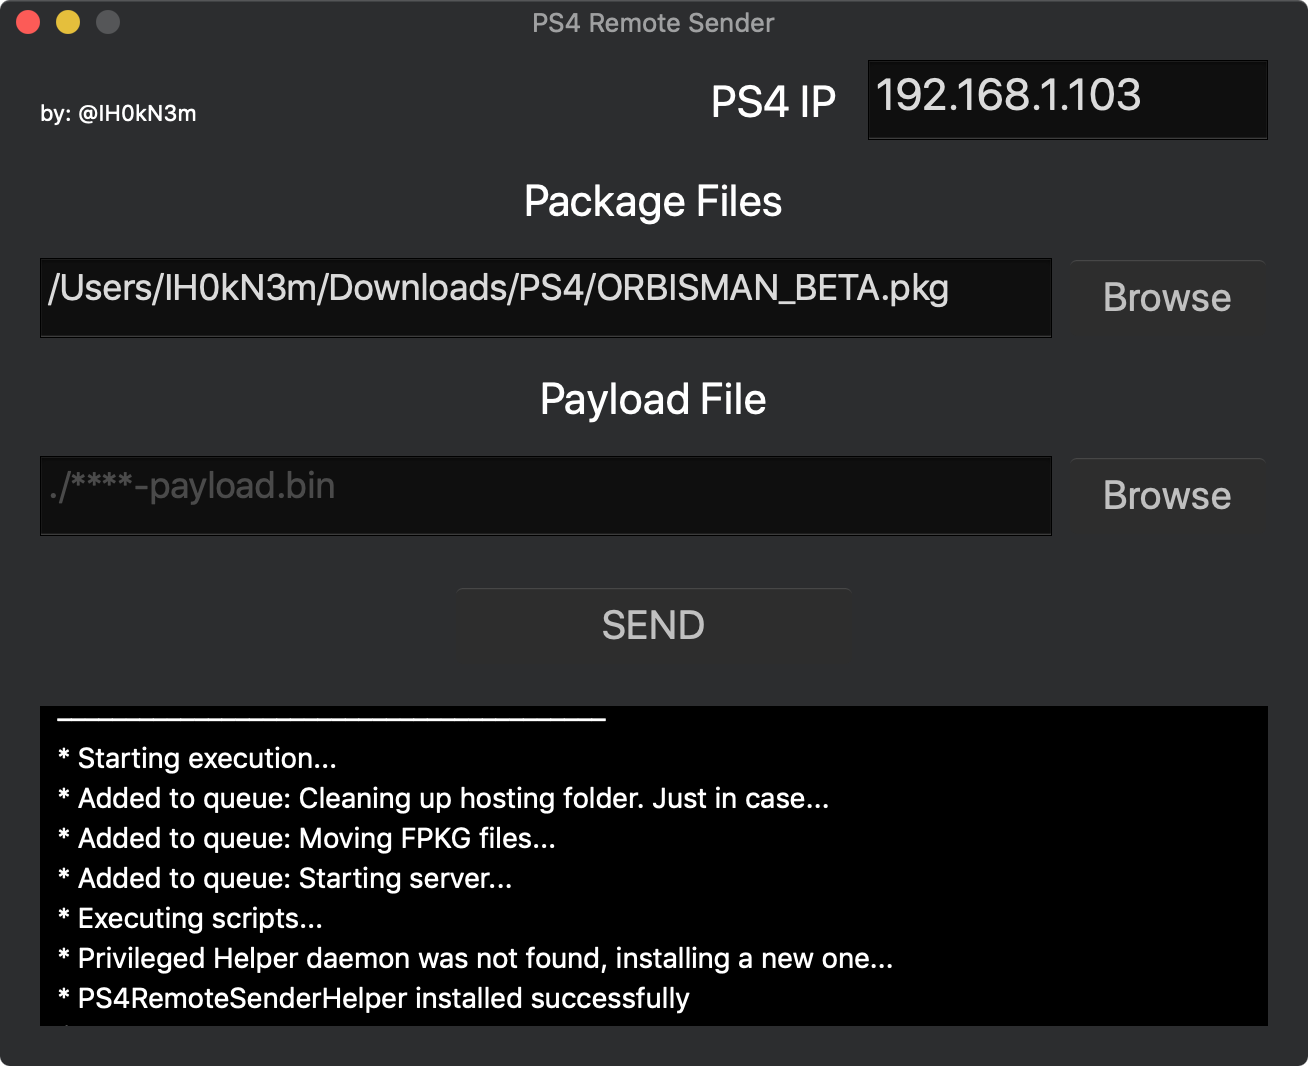 PS4 Remote Sender
by: @IH0kN3m
PS4 IP
192.168.1.103
Package Files
/Users/IH0kN3m/Downloads/PS4/ORBISMAN_BETA.pkg
Browse
Payload File
./****-payload.bin
Browse
SEND
* Starting execution...
* Added to queue: Cleaning up hosting folder. Just in case...
* Added to queue: Moving FPKG files...
* Added to queue: Starting server...
* Executing scripts...
* Privileged Helper daemon was not found, installing a new one...
* PS4RemoteSenderHelper installed successfully